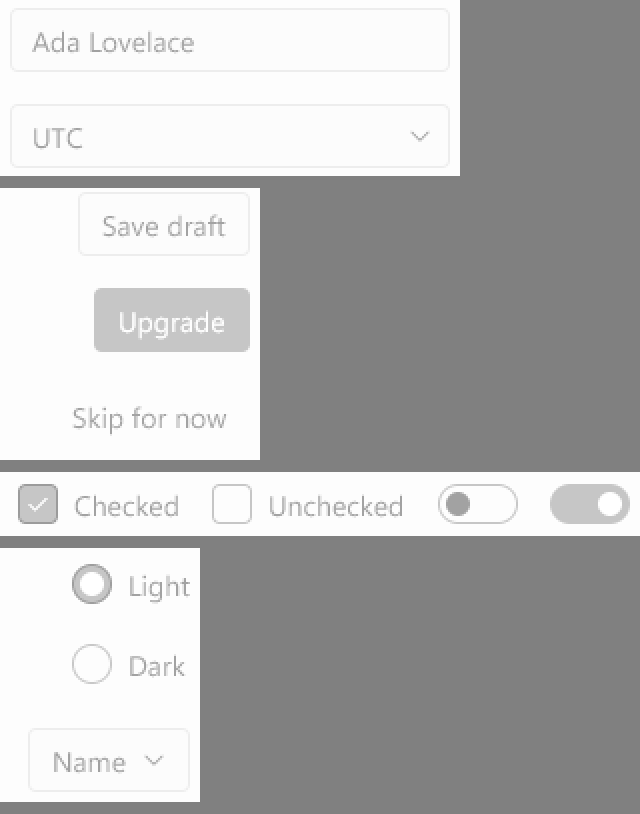 Ada Lovelace
UTC
Save draft
Upgrade
Skip for now
Checked Unchecked
Light
Dark
Name